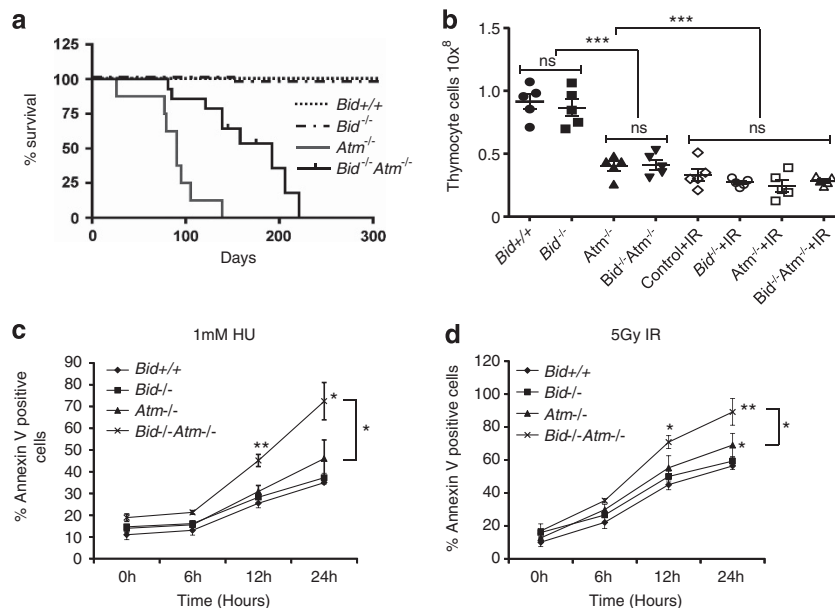 a
% survival
125
100
75
50
25
0
0
100
200
300
Days
Bid+/+
Bid-/-
Atm-/-
Bid-/-Atm-/-
b
Thymocyte cells 10x8
1.5
1.0
0.5
0.0
ns
***
***
ns
ns
Bid+/+
Bid-/-
Atm-/-
Bid-/-Atm-/-
Control+IR
Bid-/-+IR
Atm-/-+IR
Bid-/-Atm-/-+IR
c
1mM HU
% Annexin V positive
cells
90
80
70
60
50
40
30
20
10
0
Bid+/+
Bid-/-
Atm-/-
Bid-/-Atm-/-
**
*
*
0h
6h
12h
24h
Time (Hours)
d
5Gy IR
% Annexin V positive cells
120
100
80
60
40
20
0
Bid+/+
Bid-/-
Atm-/-
Bid-/-Atm-/-
*
**
*
*
0h
6h
12h
24h
Time (Hours)